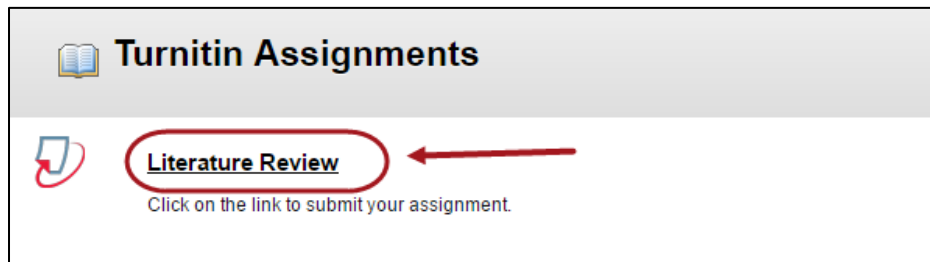 Turnitin Assignments
Literature Review
Click on the link to submit your assignment.